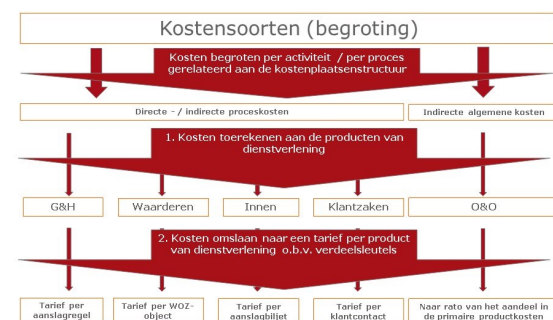 Kostensoorten (begroting)
Kosten begroten per activiteit / per proces
gerelateerd aan de kostenplaatsenstructuur
Directe - / indirecte proceskosten
Indirecte algemene kosten
1. Kosten toerekenen aan de producten van
dienstverlening
G&H
Waarderen
Innen
Klantzaken
O&O
2. Kosten omslaan naar een tarief per product
van dienstverlening o.b.v. verdeelsleutels
Tarief per
aanslagregel
Tarief per WOZ-
object
Tarief per
aanslagbiljet
Tarief per
klantcontact
Naar rato van het aandeel in
de primaire productkosten